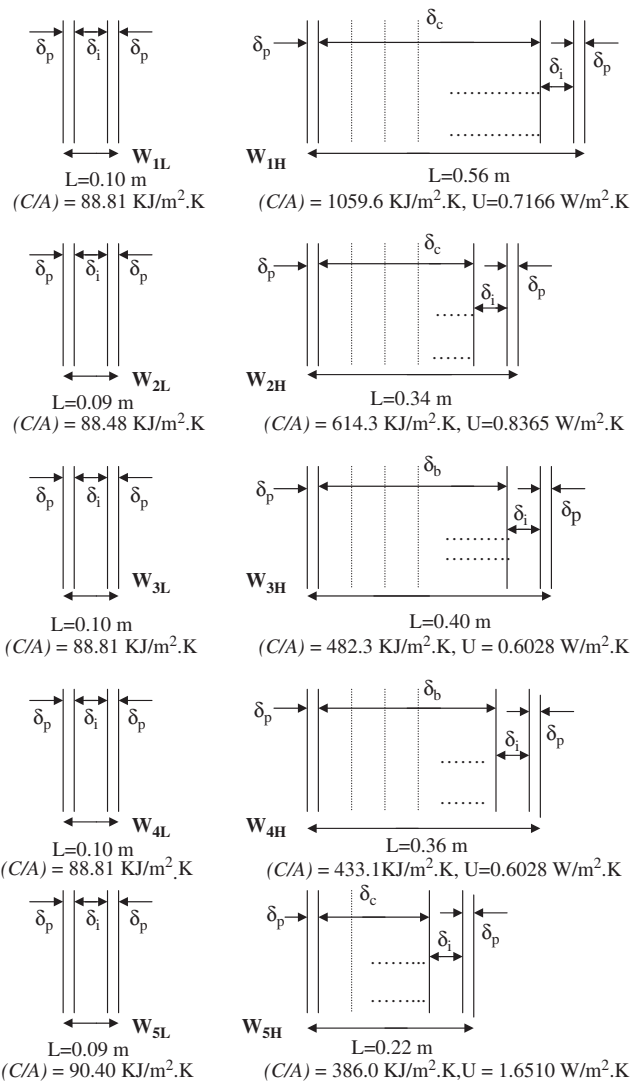 δc
δp δi δp δp δi δp
W1L W1H
L=0.10 m L=0.56 m
(C/A) = 88.81 KJ/m².K (C/A) = 1059.6 KJ/m².K, U=0.7166 W/m².K
δc
δp δi δp δp δi δp
W2L W2H
L=0.09 m L=0.34 m
(C/A) = 88.48 KJ/m².K (C/A) = 614.3 KJ/m².K, U=0.8365 W/m².K
δb
δp δi δp δp δi δp
W3L W3H
L=0.10 m L=0.40 m
(C/A) = 88.81 KJ/m².K (C/A) = 482.3 KJ/m².K, U = 0.6028 W/m².K
δb
δp δi δp δp δi δp
W4L W4H
L=0.10 m L=0.36 m
(C/A) = 88.81 KJ/m².K (C/A) = 433.1KJ/m².K, U=0.6028 W/m².K
δc
δp δi δp δp δi δp
W5L W5H
L=0.09 m L=0.22 m
(C/A) = 90.40 KJ/m².K (C/A) = 386.0 KJ/m².K,U = 1.6510 W/m².K